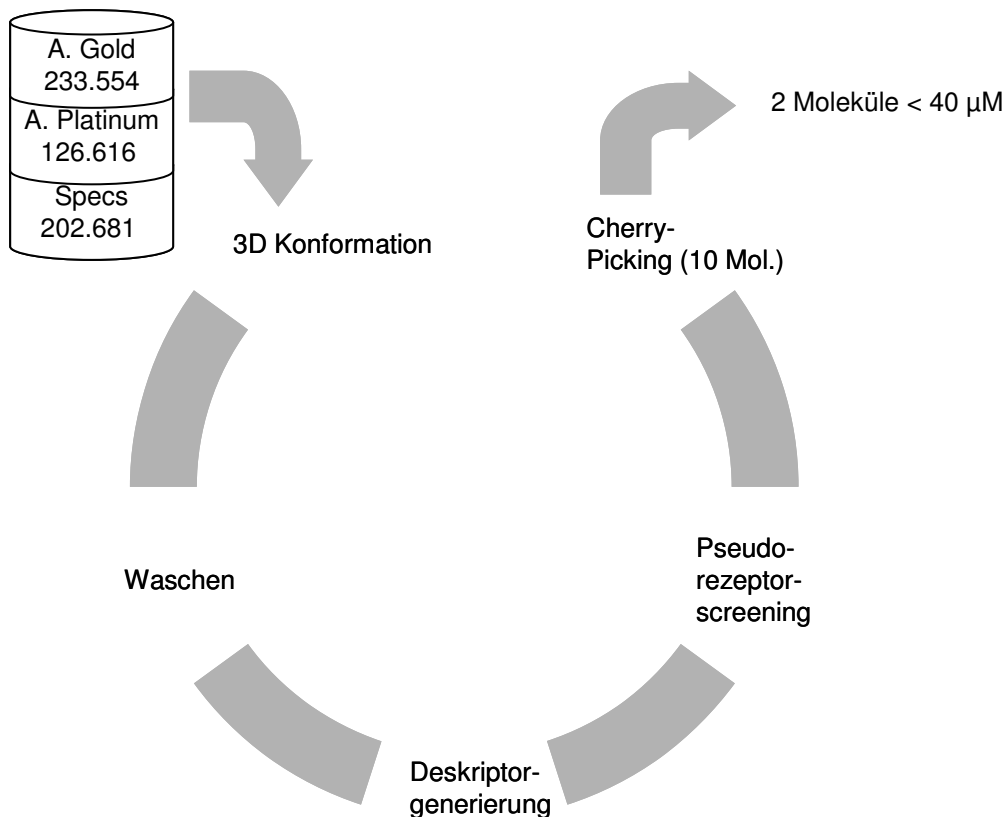 A. Gold
233.554
A. Platinum
126.616
Specs
202.681
3D Konformation
Waschen
Deskriptor-
generierung
Pseudo-
rezeptor-
screening
Cherry-
Picking (10 Mol.)
2 Moleküle < 40 µM